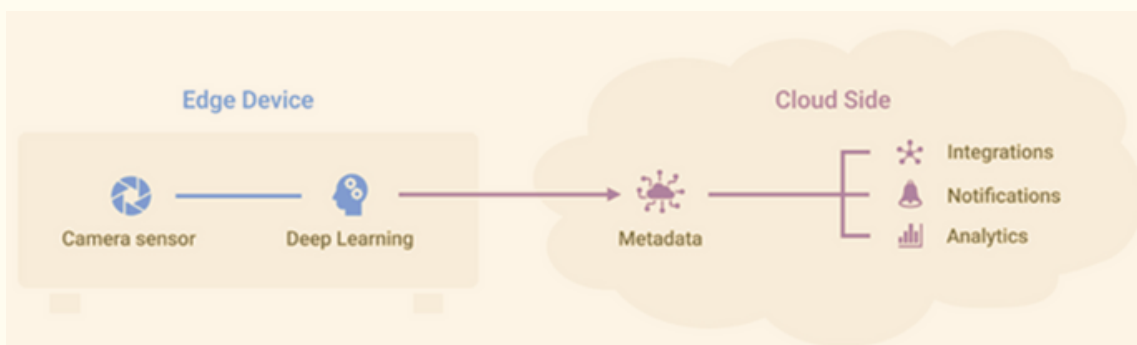 Edge Device
Cloud Side
Camera sensor
Deep Learning
Metadata
Integrations
Notifications
Analytics